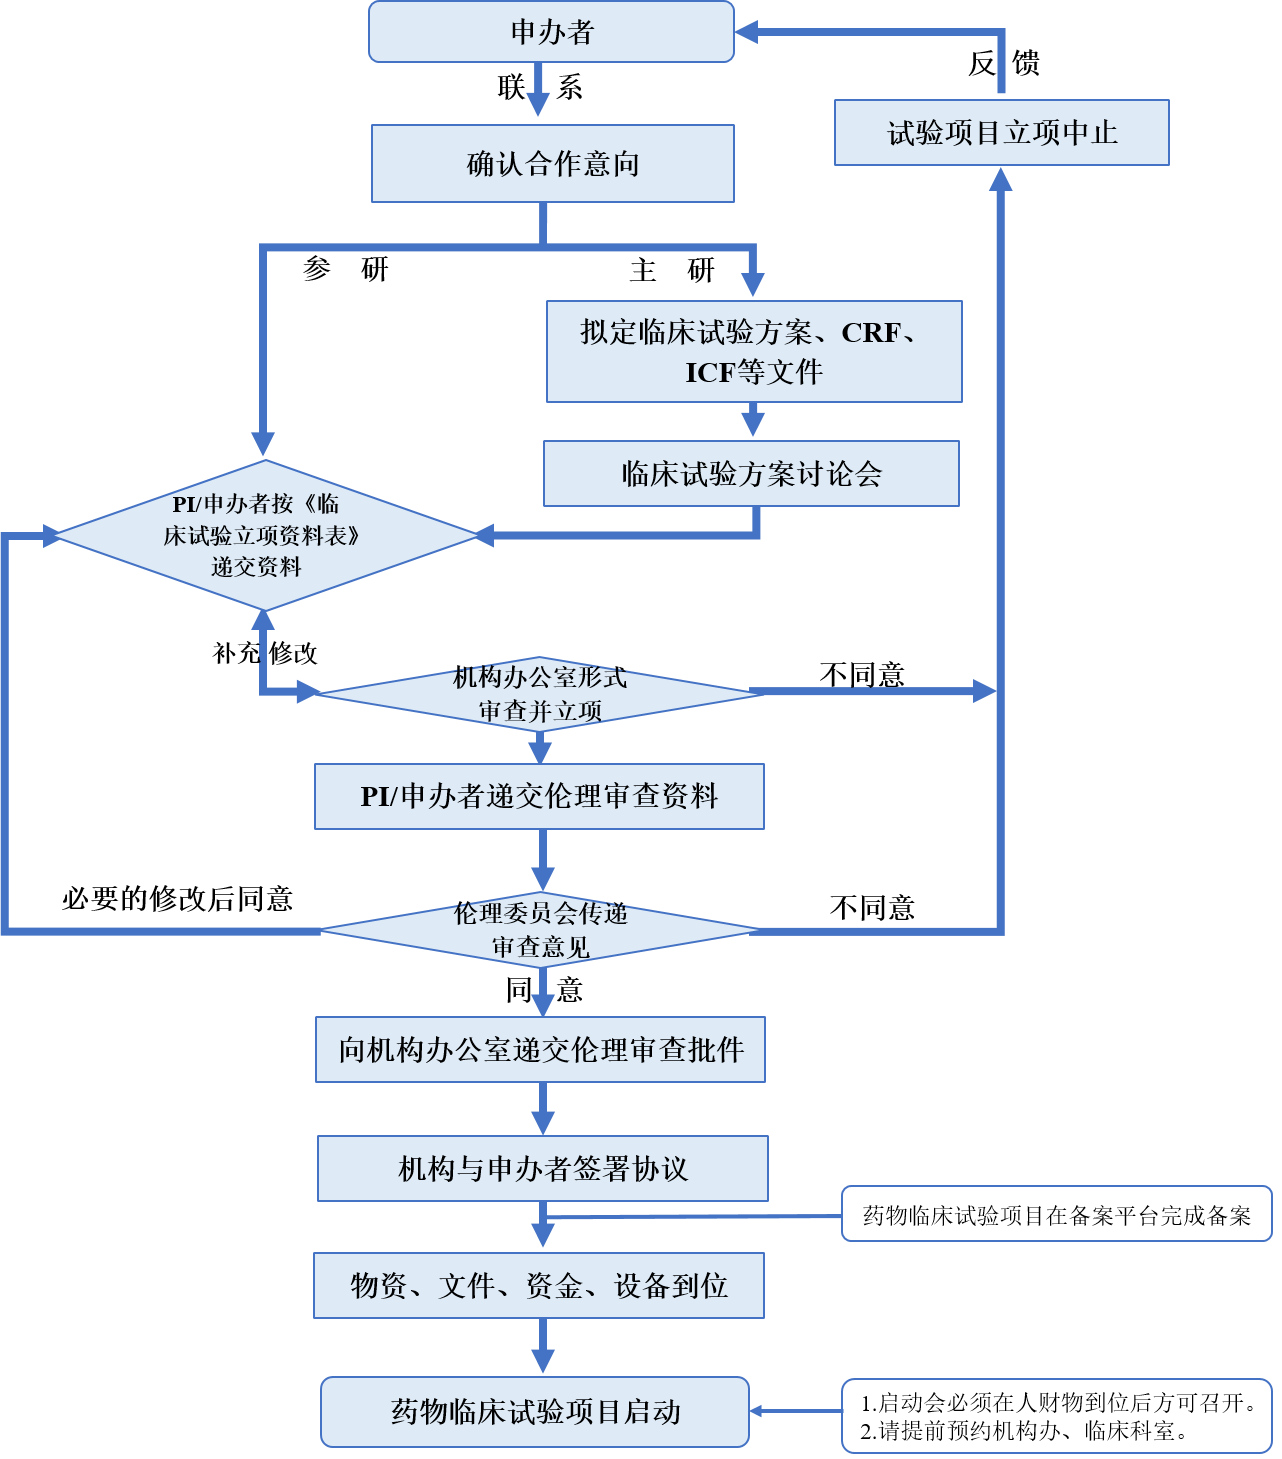 申办者
联 系
反 馈
试验项目立项中止
确认合作意向
参 研
主 研
拟定临床试验方案、CRF、
ICF等文件
临床试验方案讨论会
PI/申办者按《临
床试验立项资料表》
递交资料
补充 修改
机构办公室形式
审查并立项
不同意
PI/申办者递交伦理审查资料
必要的修改后同意
伦理委员会传递
审查意见
不同意
同 意
向机构办公室递交伦理审查批件
机构与申办者签署协议
药物临床试验项目在备案平台完成备案
物资、文件、资金、设备到位
药物临床试验项目启动
1.启动会必须在人财物到位后方可召开。
2.请提前预约机构办、临床科室。